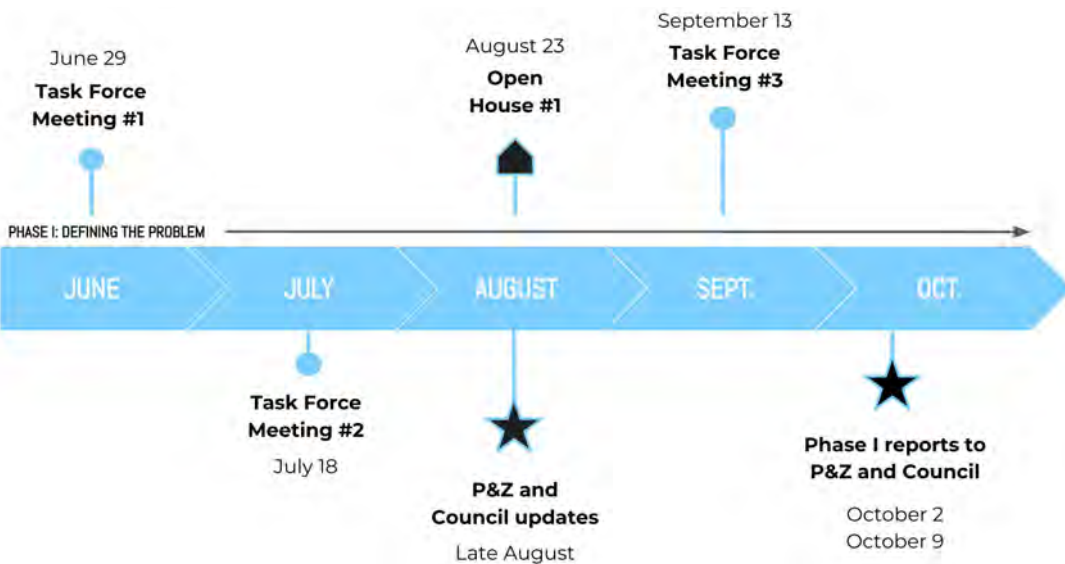 June 29
Task Force
Meeting #1
August 23
Open
House #1
September 13
Task Force
Meeting #3
PHASE I: DEFINING THE PROBLEM
JUNE
JULY
AUGUST
SEPT.
OCT.
Task Force
Meeting #2
July 18
P&Z and
Council updates
Late August
Phase I reports to
P&Z and Council
October 2
October 9